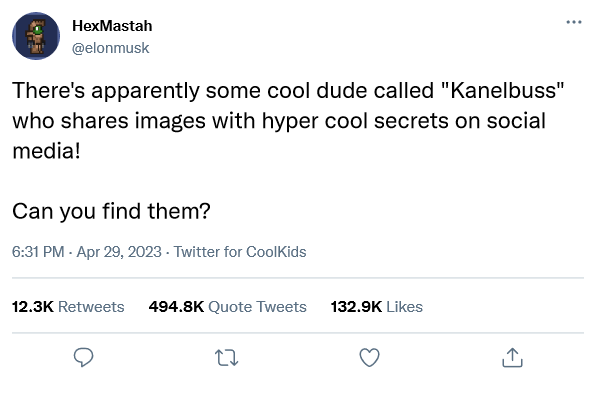 HexMastah
@elonmusk
There's apparently some cool dude called "Kanelbuss"
who shares images with hyper cool secrets on social
media!
Can you find them?
6:31 PM · Apr 29, 2023 · Twitter for CoolKids
12.3K Retweets 494.8K Quote Tweets 132.9K Likes